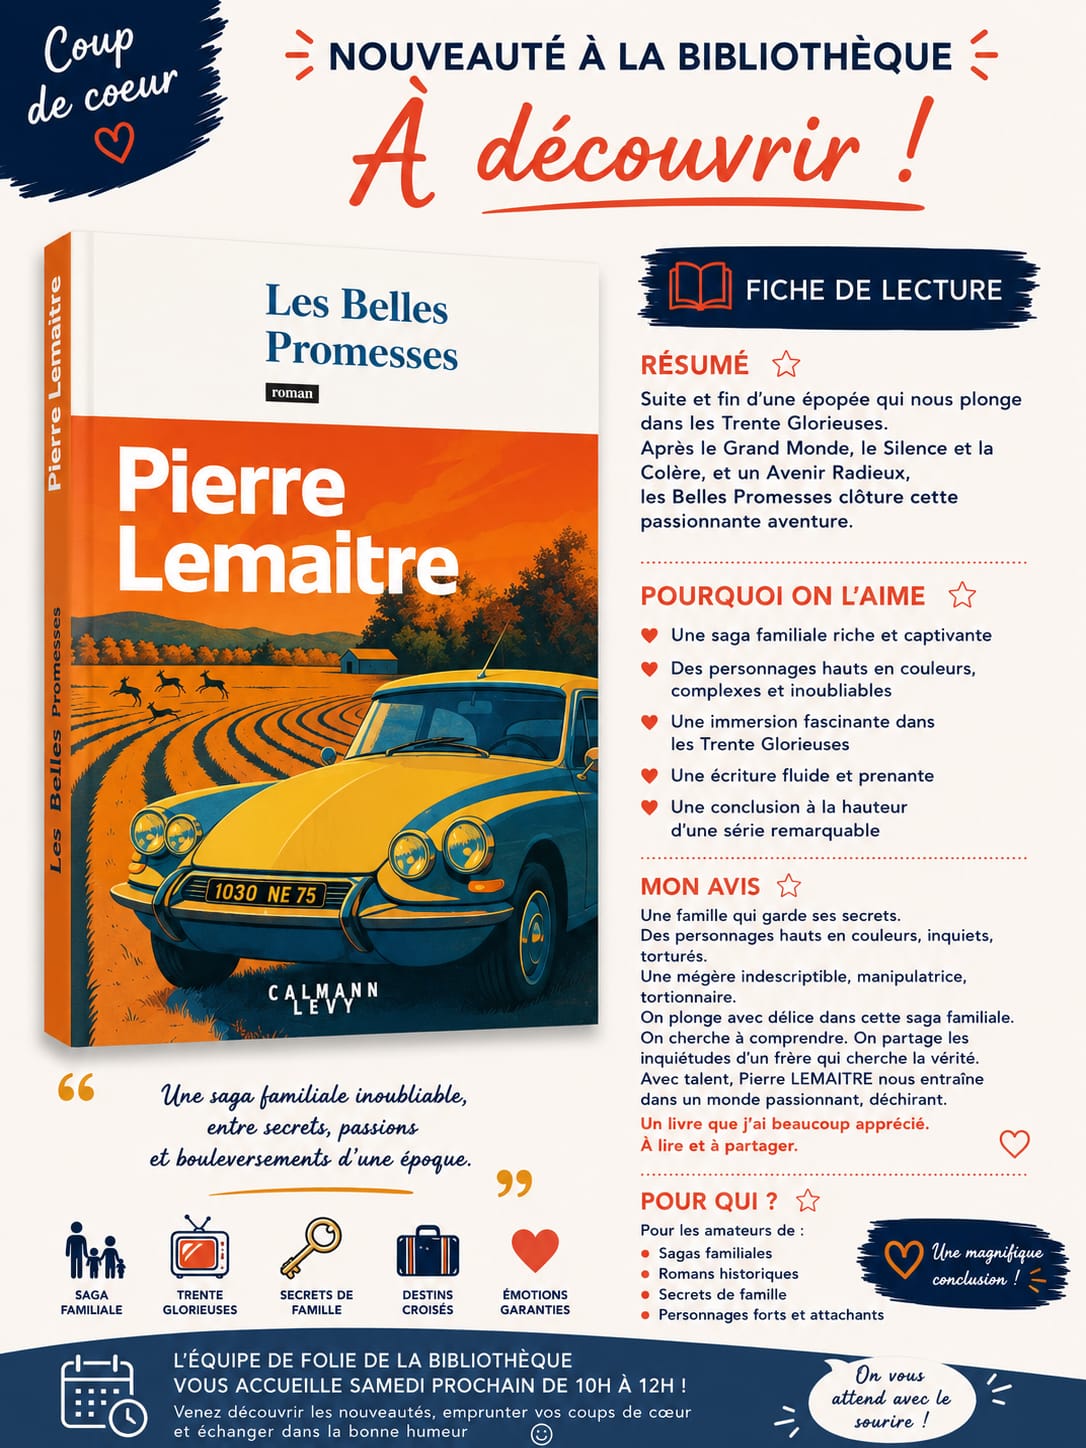 Coup
de coeur
NOUVEAUTÉ À LA BIBLIOTHÈQUE
À découvrir !
Pierre Lemaitre
Les Belles Promesses
Les Belles
Promesses
roman
Pierre
Lemaitre
1030 NE 75
CALMANN
LEVY
FICHE DE LECTURE
RÉSUMÉ
Suite et fin d'une épopée qui nous plonge
dans les Trente Glorieuses.
Après le Grand Monde, le Silence et la
Colère, et un Avenir Radieux,
les Belles Promesses clôture cette
passionnante aventure.
POURQUOI ON L'AIME
Une saga familiale riche et captivante
Des personnages hauts en couleurs,
complexes et inoubliables
Une immersion fascinante dans
les Trente Glorieuses
Une écriture fluide et prenante
Une conclusion à la hauteur
d'une série remarquable
MON AVIS
Une famille qui garde ses secrets.
Des personnages hauts en couleurs, inquiets,
torturés.
Une mégère indescriptible, manipulatrice,
tortionnaire.
On plonge avec délice dans cette saga familiale.
On cherche à comprendre. On partage les
inquiétudes d'un frère qui cherche la vérité.
Avec talent, Pierre LEMAITRE nous entraîne
dans un monde passionnant, déchirant.
Un livre que j'ai beaucoup apprécié.
À lire et à partager.
POUR QUI ?
Pour les amateurs de :
• Sagas familiales
• Romans historiques
• Secrets de famille
• Personnages forts et attachants
Une magnifique
conclusion !
“ Une saga familiale inoubliable,
entre secrets, passions
et bouleversements d'une époque. ”
SAGA
FAMILIALE
TRENTE
GLORIEUSES
SECRETS DE
FAMILLE
DESTINS
CROISÉS
ÉMOTIONS
GARANTIES
L'ÉQUIPE DE FOLIE DE LA BIBLIOTHÈQUE
VOUS ACCUEILLE SAMEDI PROCHAIN DE 10H À 12H !
Venez découvrir les nouveautés, emprunter vos coups de cœur
et échanger dans la bonne humeur
On vous
attend avec le
sourire !